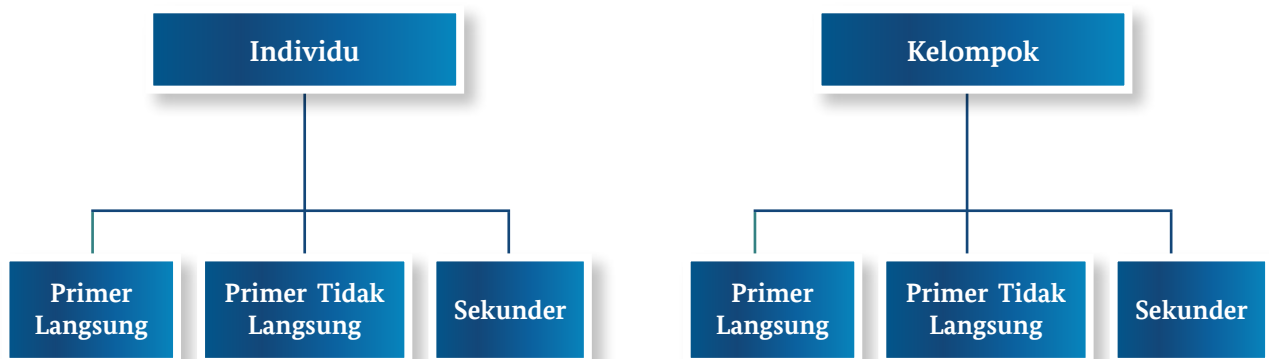 Individu
Kelompok
Primer
Langsung
Primer Tidak
Langsung
Sekunder
Primer
Langsung
Primer Tidak
Langsung
Sekunder